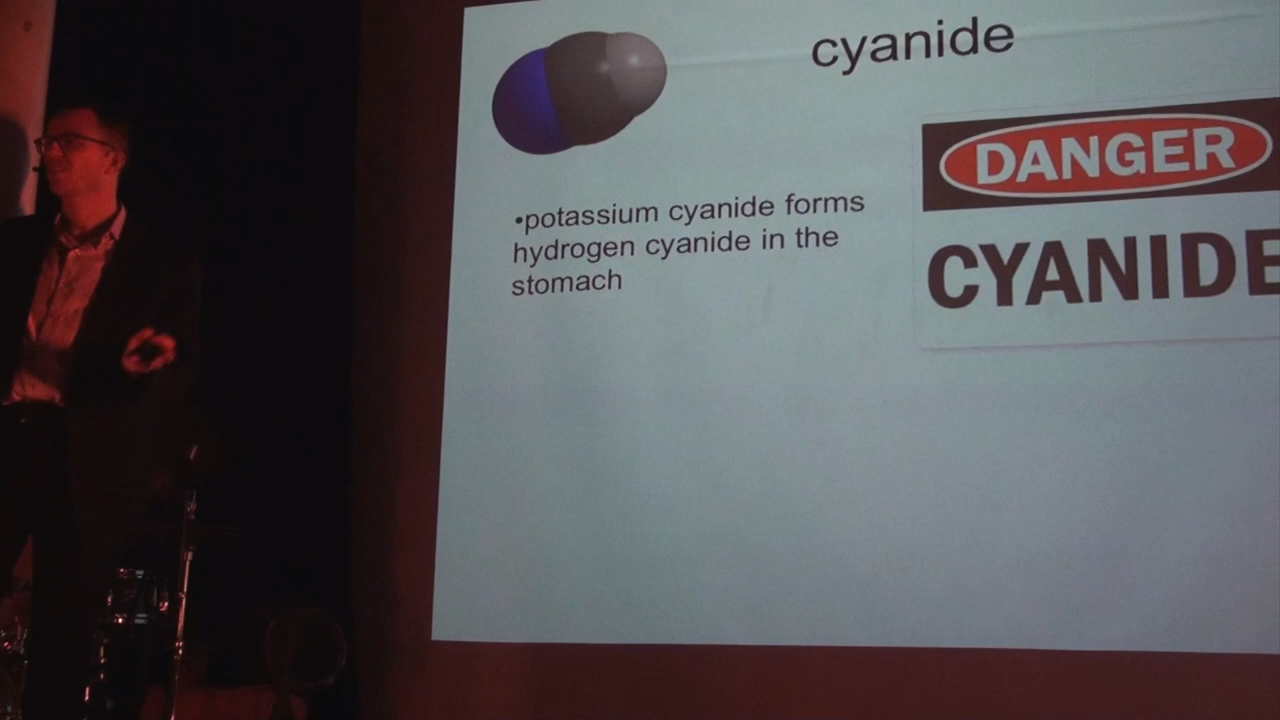 cyanide
DANGER
•potassium cyanide forms
hydrogen cyanide in the
stomach
CYANIDE